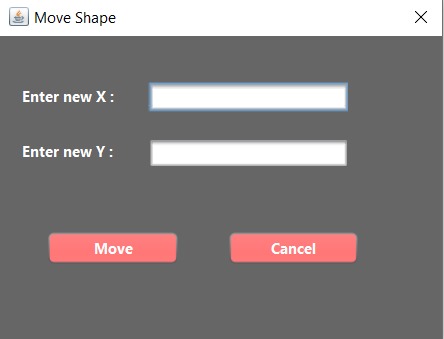 Move Shape
Enter new X :
Enter new Y :
Move
Cancel